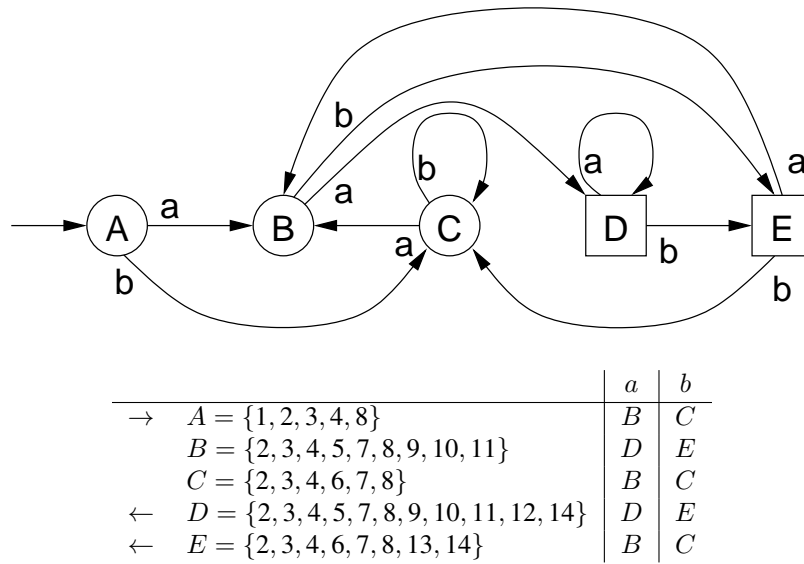 b
b
a
b
a
a
A
a
B
a
C
D
b
E
b
b
a b
→ A = {1, 2, 3, 4, 8} B C
B = {2, 3, 4, 5, 7, 8, 9, 10, 11} D E
C = {2, 3, 4, 6, 7, 8} B C
← D = {2, 3, 4, 5, 7, 8, 9, 10, 11, 12, 14} D E
← E = {2, 3, 4, 6, 7, 8, 13, 14} B C